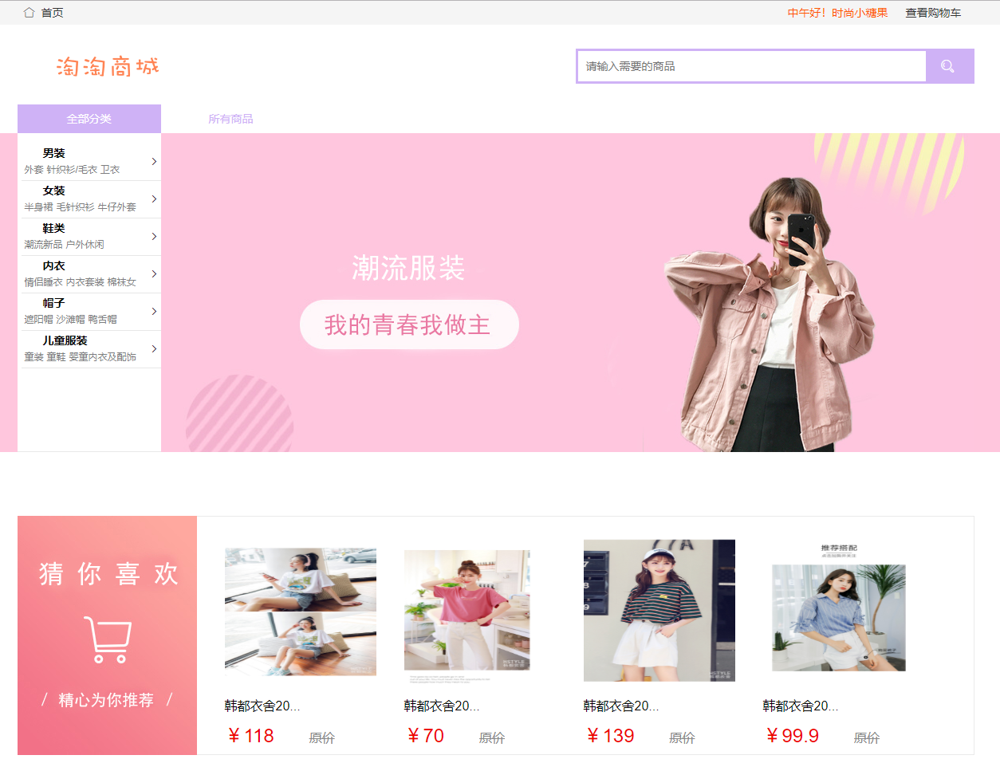 首页
中午好！时尚小糖果 查看购物车
淘淘商城
请输入需要的商品
全部分类 所有商品
男装
外套 针织衫/毛衣 卫衣
女装
半身裙 毛针织衫 牛仔外套
鞋类
潮流新品 户外休闲
内衣
情侣睡衣 内衣套装 棉袜女
帽子
遮阳帽 沙滩帽 鸭舌帽
儿童服装
童装 童鞋 婴童内衣及配饰
潮流服装
我的青春我做主
猜你喜欢
/ 精心为你推荐 /
推荐搭配
HSTYLE
HSTYLE
7
8
9
韩都衣舍20... 韩都衣舍20... 韩都衣舍20... 韩都衣舍20...
¥ 118 原价 ¥ 70 原价 ¥ 139 原价 ¥ 99.9 原价